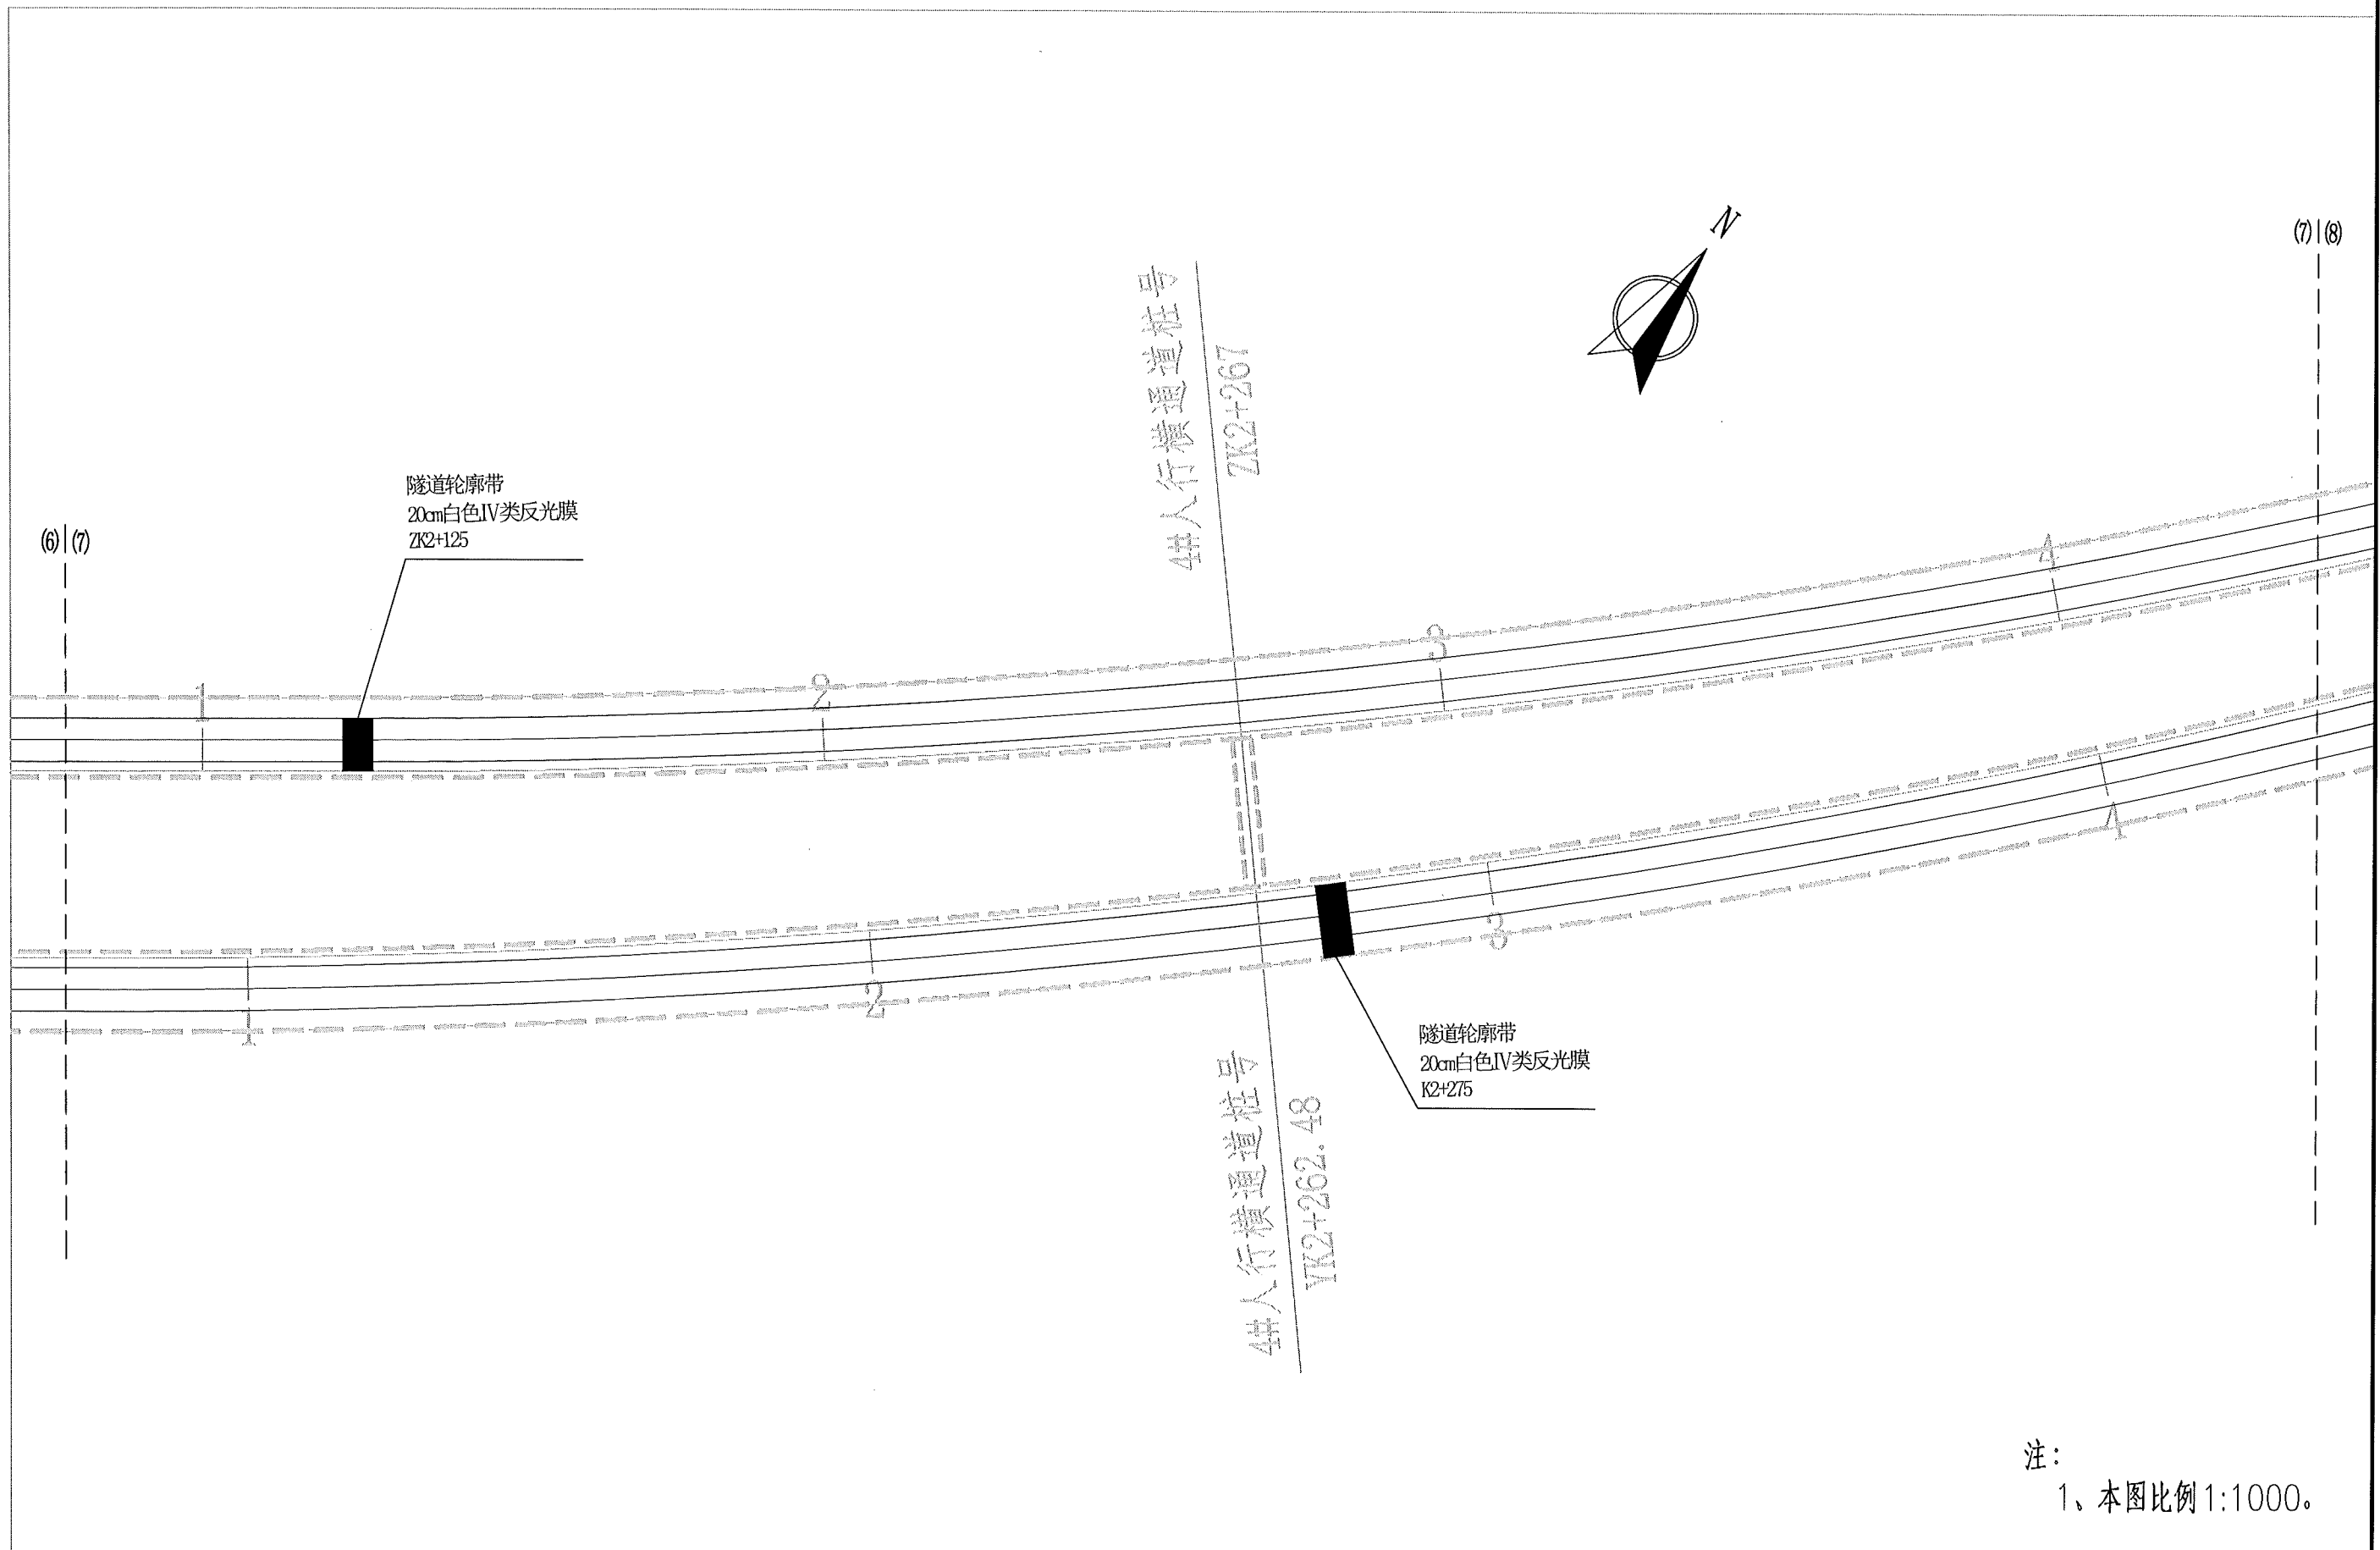 N
(7)|(8)
4#人行横通道桩号
ZK2+267
隧道轮廓带
20cm白色IV类反光膜
ZK2+125
(6)|(7)
1
2
3
4
1
2
3
4
隧道轮廓带
20cm白色IV类反光膜
K2+275
4#人行横通道桩号
YK2+262.48
注：
1、本图比例1:1000。